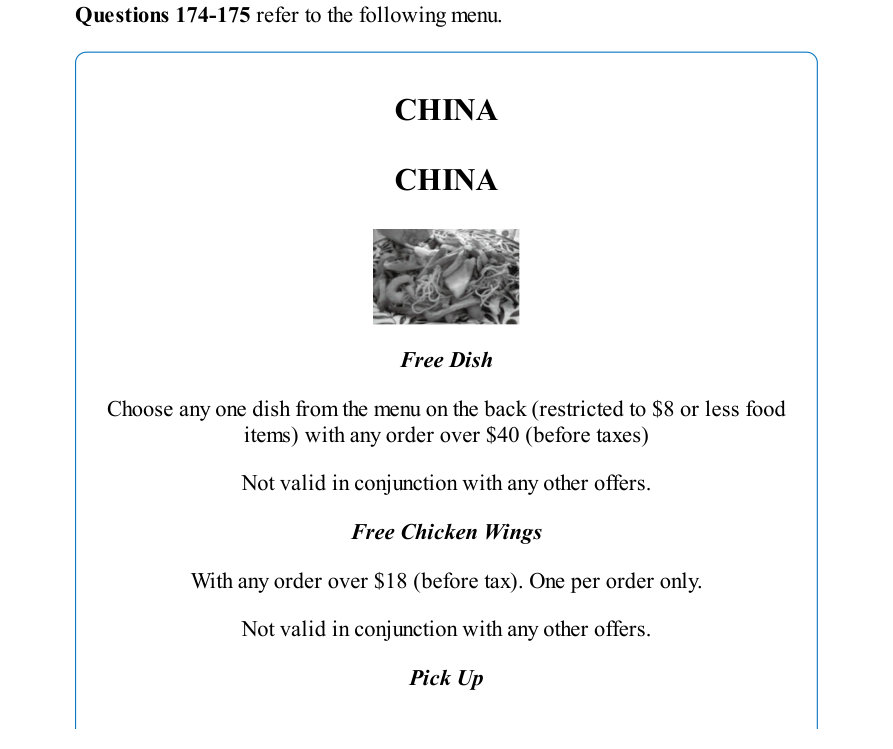 Questions 174-175 refer to the following menu.
CHINA
CHINA
Free Dish
Choose any one dish from the menu on the back (restricted to $8 or less food
items) with any order over $40 (before taxes)
Not valid in conjunction with any other offers.
Free Chicken Wings
With any order over $18 (before tax). One per order only.
Not valid in conjunction with any other offers.
Pick Up